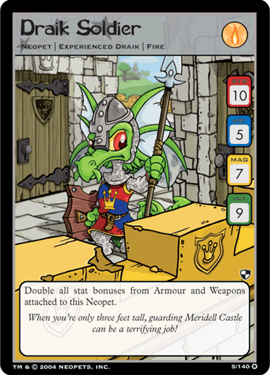 Draik Soldier
NEOPET | EXPERIENCED DRAIK | FIRE
10
5
MAG
7
INT
9
Double all stat bonuses from Armour and Weapons
attached to this Neopet.
When you're only three feet tall, guarding Meridell Castle
can be a terrifying job!
TM & © 2004 NEOPETS, INC.
5/140